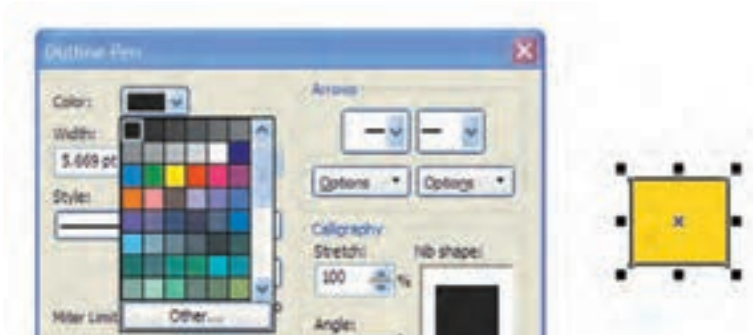 Outline Pen
Color:
Arrows
Width:
5.669 pt
Style:
Options
Options
Calligraphy
Stretch:
Nib shape:
100
%
Other...
Miter Limit
Angle: